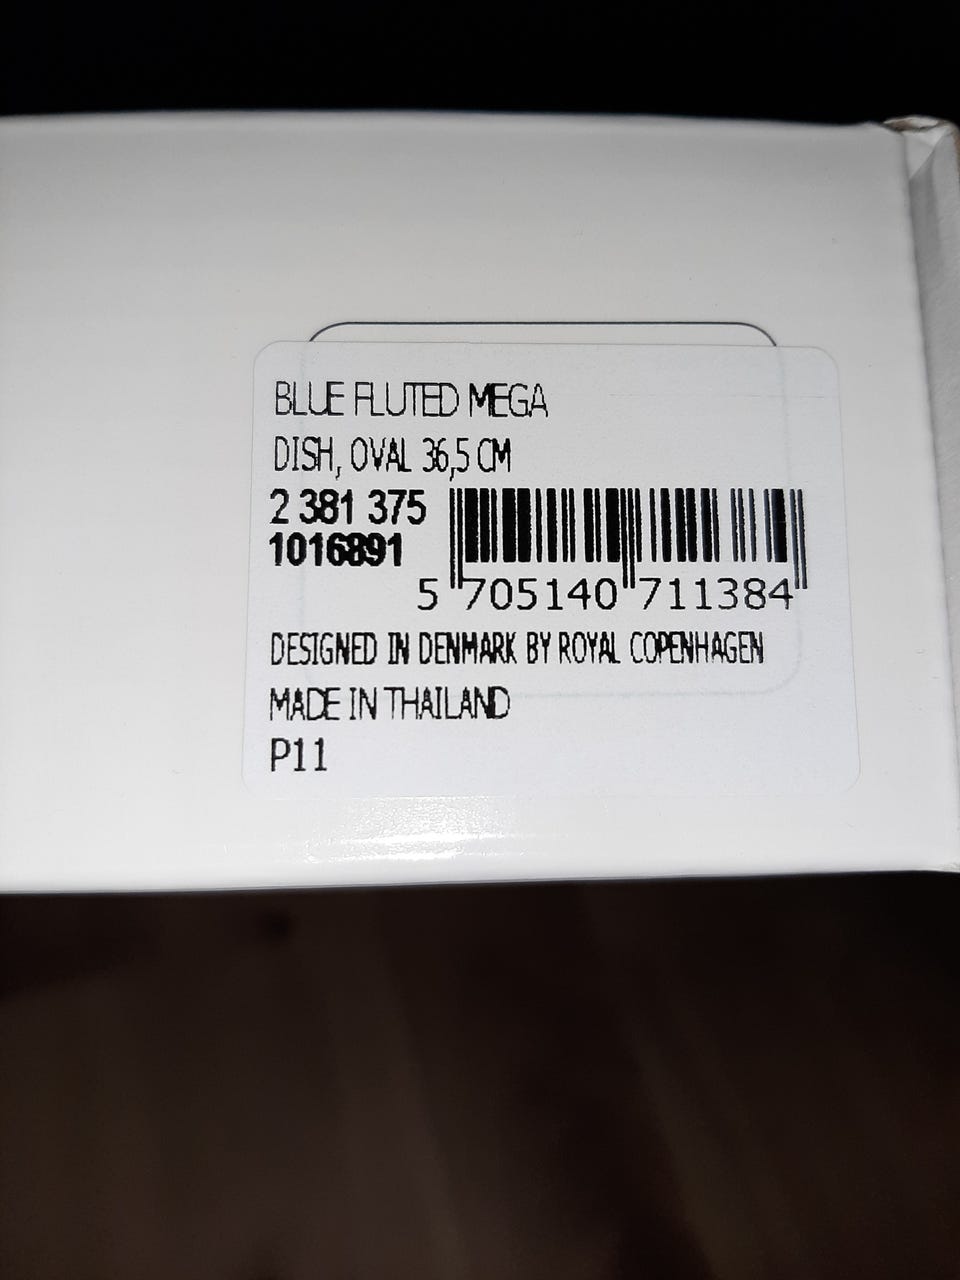 BLUE FLUTED MEGA
DISH, OVAL 36,5 CM
2 381 375
1016891
5 705140 711384
DESIGNED IN DENMARK BY ROYAL COPENHAGEN
MADE IN THAILAND
P11